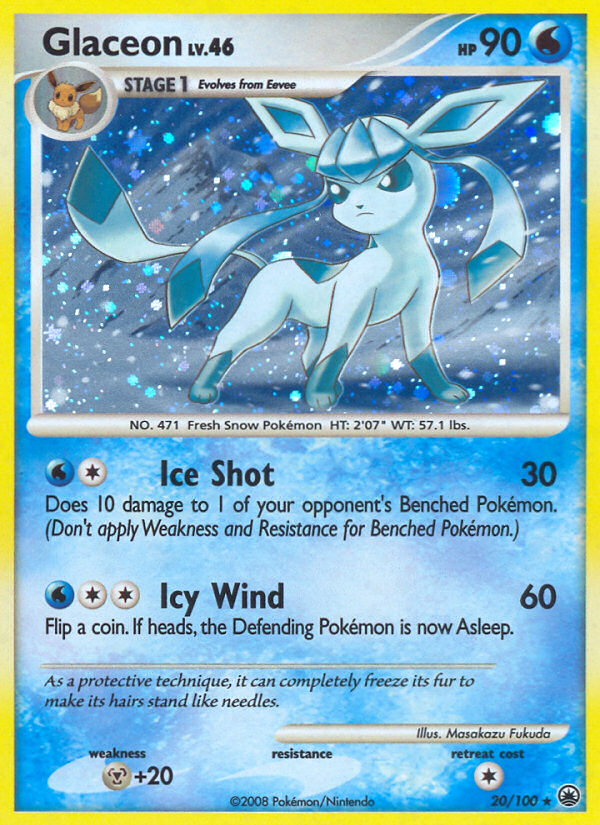 Glaceon LV.46 HP 90
STAGE 1 Evolves from Eevee
NO. 471 Fresh Snow Pokémon HT: 2'07" WT: 57.1 lbs.
Ice Shot 30
Does 10 damage to 1 of your opponent's Benched Pokémon.
(Don't apply Weakness and Resistance for Benched Pokémon.)
Icy Wind 60
Flip a coin. If heads, the Defending Pokémon is now Asleep.
As a protective technique, it can completely freeze its fur to
make its hairs stand like needles.
Illus. Masakazu Fukuda
weakness resistance retreat cost
+20
©2008 Pokémon/Nintendo 20/100 ★